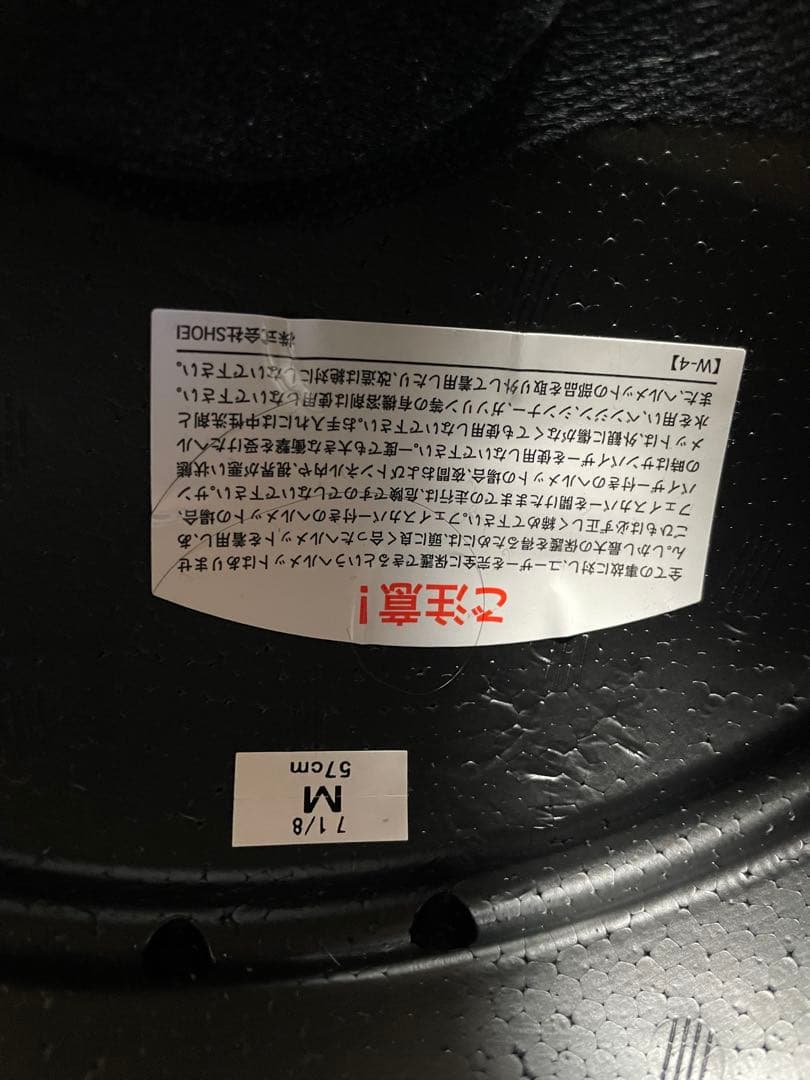 ご注意！
全ての事故に対し、ユーザーを完全に保護できるというヘルメットはありませ
ん。しかし最大の保護を得るためには、頭に良く合ったヘルメットを着用し、あ
ごひもは必ず正しく締めて下さい。フェイスカバー付きのヘルメットの場合、
フェイスカバーを開けたままでの走行は、危険ですのでしないで下さい。サン
バイザー付きのヘルメットの場合、夜間およびトンネル内や、視界が悪い状態
の時はサンバイザーを使用しないで下さい。一度でも大きな衝撃を受けたヘル
メットは、外観に傷がなくても使用しないで下さい。お手入れには中性洗剤と
水を用い、ベンジン、シンナー、ガソリン等の有機溶剤は使用しないで下さい。
また、ヘルメットの部品を取り外して着用したり、改造は絶対にしないで下さい。
【W-4】 株式会社SHOEI
7 1/8
M
57cm